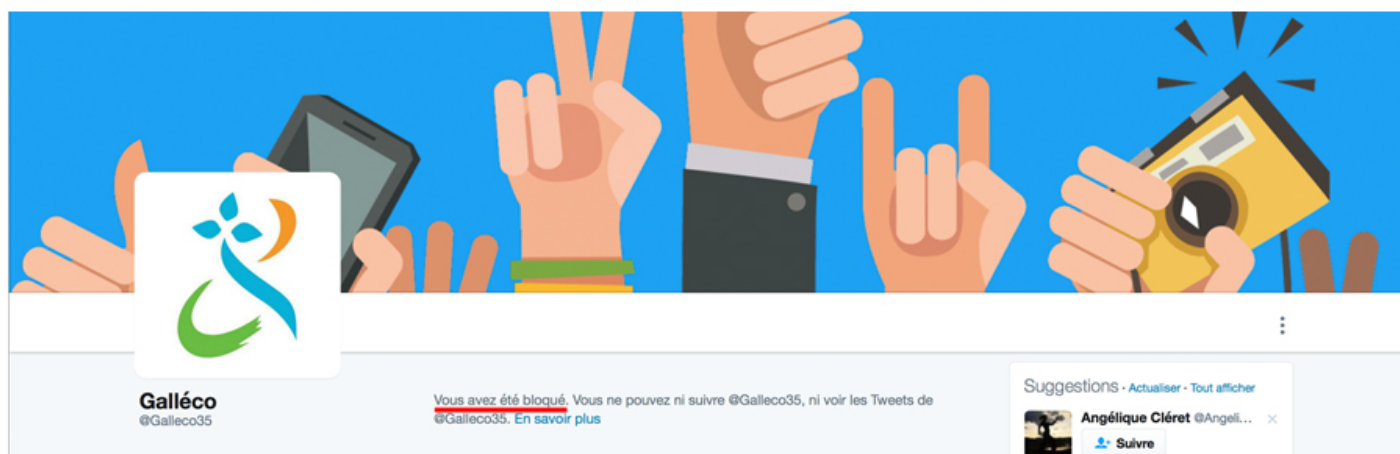 Galléco
@Galleco35
Vous avez été bloqué. Vous ne pouvez ni suivre @Galleco35, ni voir les Tweets de
@Galleco35. En savoir plus
Suggestions · Actualiser · Tout afficher
Angélique Cléret @Angeli...
Suivre